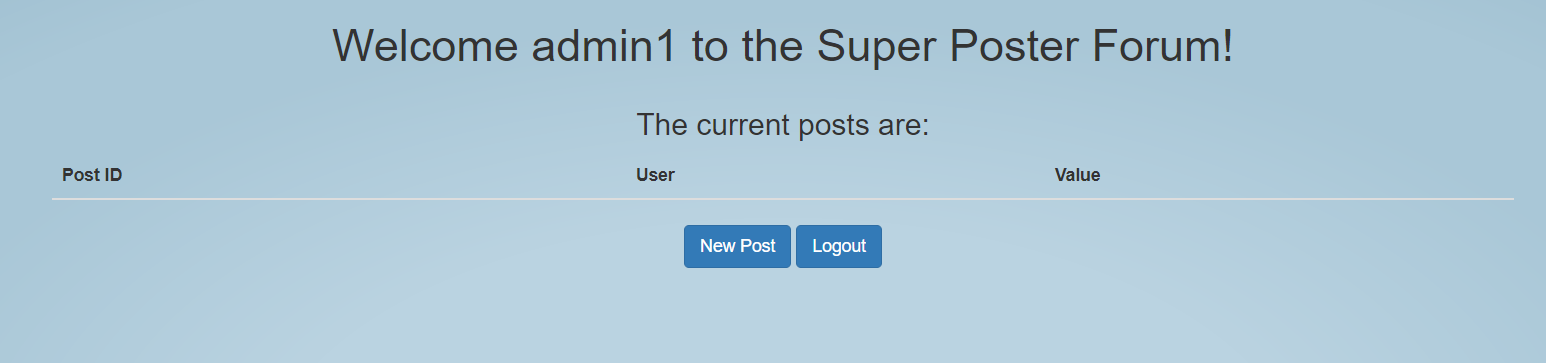 Welcome admin1 to the Super Poster Forum!
The current posts are:
Post ID User Value
New Post Logout